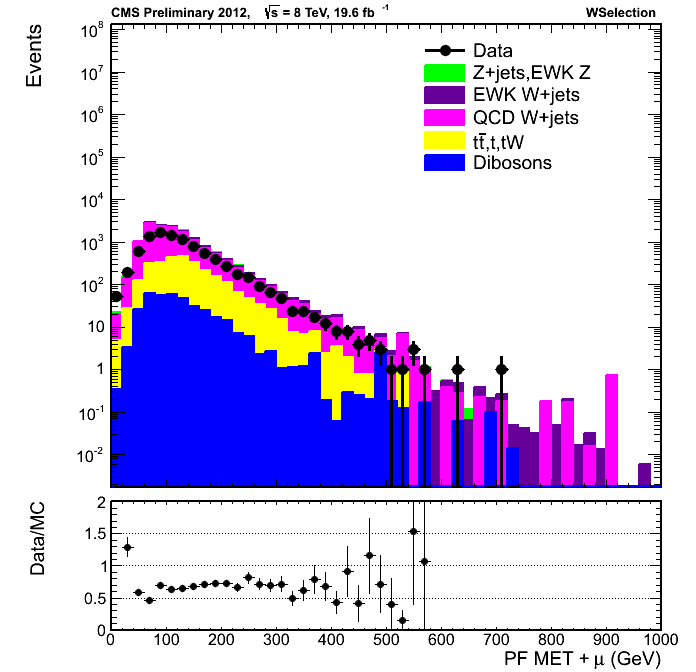 CMS Preliminary 2012, √s = 8 TeV, 19.6 fb⁻¹ WSelection
Events
10⁸
10⁷
10⁶
10⁵
10⁴
10³
10²
10
1
10⁻¹
10⁻²
Data
Z+jets,EWK Z
EWK W+jets
QCD W+jets
tt̅,t,tW
Dibosons
Data/MC
2
1.5
1
0.5
0
0 100 200 300 400 500 600 700 800 900 1000
PF MET + μ (GeV)